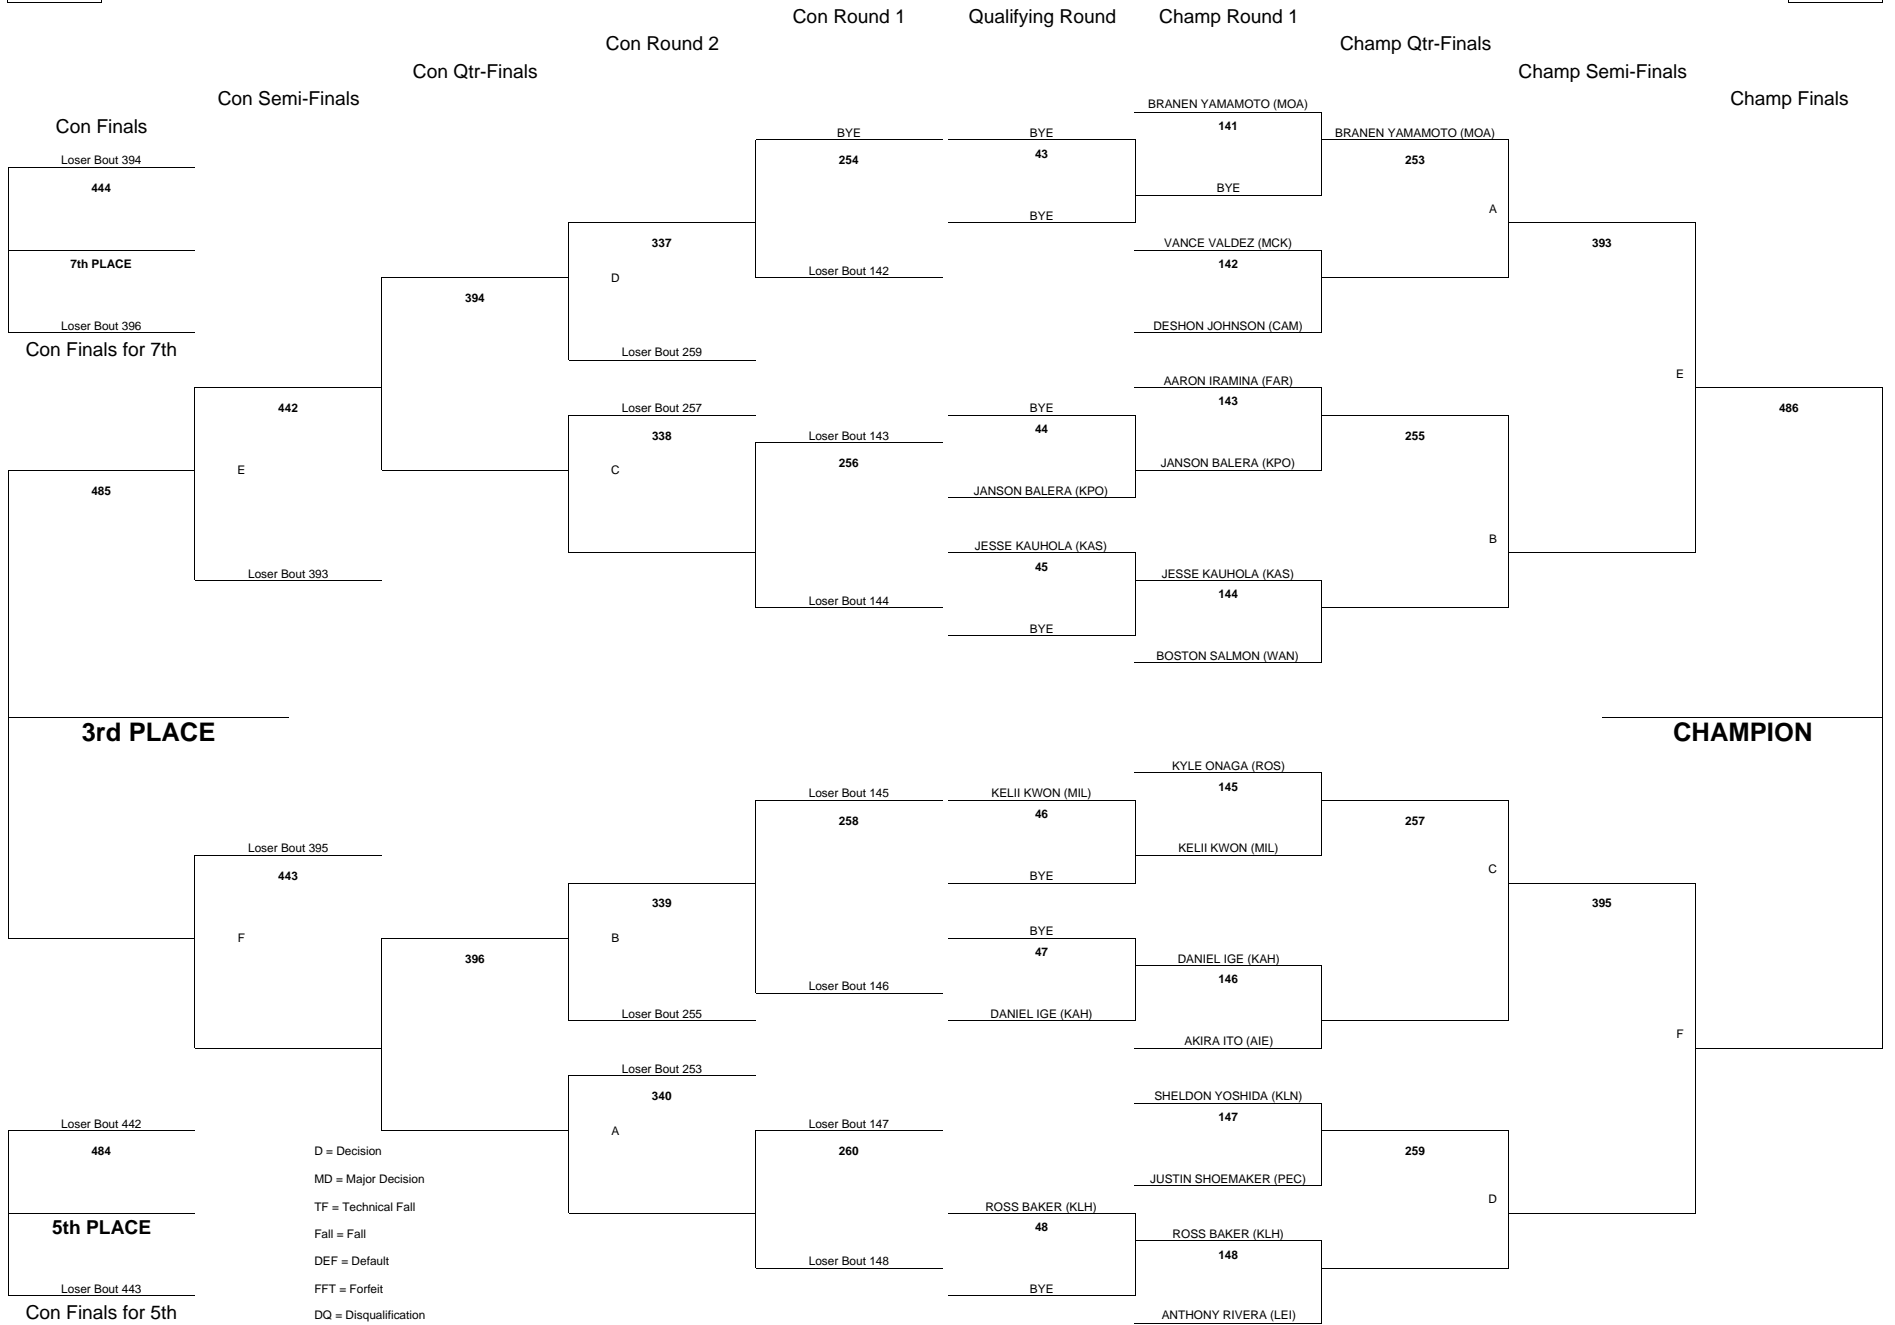 Con Round 1
Qualifying Round
Champ Round 1
Con Round 2
Champ Qtr-Finals
Con Qtr-Finals
Champ Semi-Finals
Con Semi-Finals
Champ Finals
Con Finals
BRANEN YAMAMOTO (MOA)
141
BYE
BYE
BRANEN YAMAMOTO (MOA)
254
43
253
Loser Bout 394
444
BYE
BYE
A
337
VANCE VALDEZ (MCK)
393
7th PLACE
142
Loser Bout 142
D
394
Loser Bout 396
DESHON JOHNSON (CAM)
Con Finals for 7th
Loser Bout 259
E
AARON IRAMINA (FAR)
143
442
Loser Bout 257
BYE
486
44
338
Loser Bout 143
255
256
JANSON BALERA (KPO)
E
C
485
JANSON BALERA (KPO)
B
JESSE KAUHOLA (KAS)
45
Loser Bout 393
JESSE KAUHOLA (KAS)
144
Loser Bout 144
BYE
BOSTON SALMON (WAN)
3rd PLACE
CHAMPION
KYLE ONAGA (ROS)
145
Loser Bout 145
KELII KWON (MIL)
46
258
257
Loser Bout 395
KELII KWON (MIL)
443
C
BYE
339
395
BYE
F
B
47
396
DANIEL IGE (KAH)
146
Loser Bout 146
Loser Bout 255
DANIEL IGE (KAH)
F
AKIRA ITO (AIE)
Loser Bout 253
340
SHELDON YOSHIDA (KLN)
147
Loser Bout 442
Loser Bout 147
A
484
D = Decision
260
259
MD = Major Decision
JUSTIN SHOEMAKER (PEC)
D
TF = Technical Fall
ROSS BAKER (KLH)
5th PLACE
48
Fall = Fall
ROSS BAKER (KLH)
148
DEF = Default
Loser Bout 148
Loser Bout 443
FFT = Forfeit
BYE
Con Finals for 5th
DQ = Disqualification
ANTHONY RIVERA (LEI)